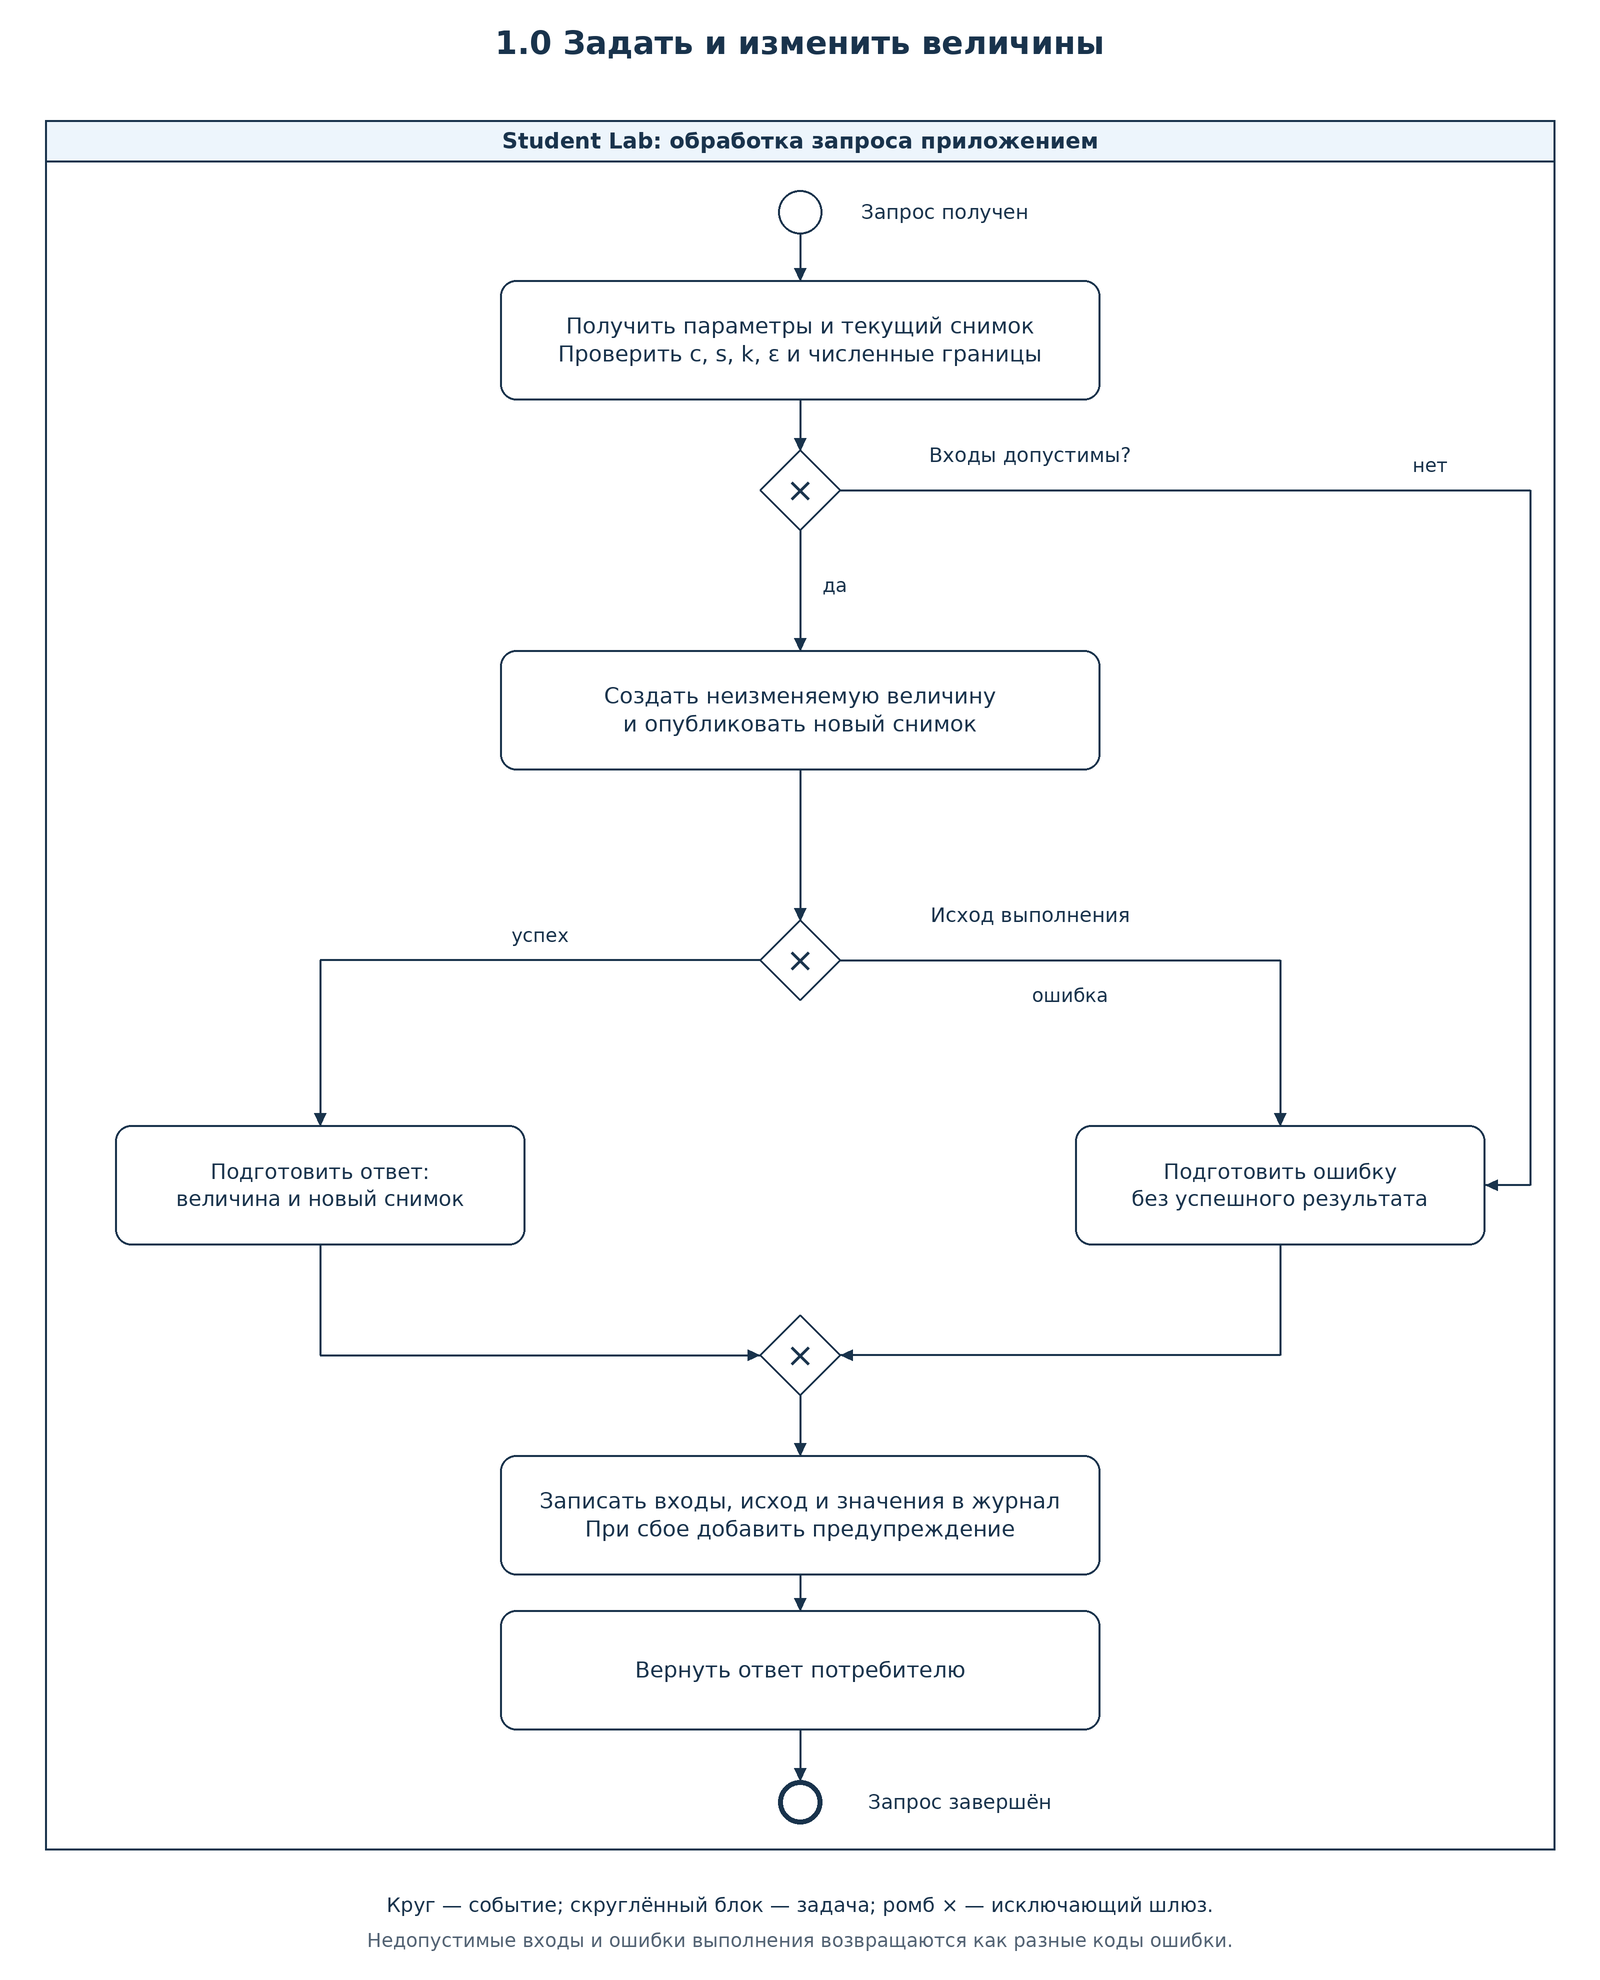 1.0 Задать и изменить величины
Student Lab: обработка запроса приложением
Запрос получен
Получить параметры и текущий снимок
Проверить c, s, k, ε и численные границы
Входы допустимы?
нет
да
Создать неизменяемую величину
и опубликовать новый снимок
Исход выполнения
успех
ошибка
Подготовить ответ:
величина и новый снимок
Подготовить ошибку
без успешного результата
Записать входы, исход и значения в журнал
При сбое добавить предупреждение
Вернуть ответ потребителю
Запрос завершён
Круг — событие; скруглённый блок — задача; ромб × — исключающий шлюз.
Недопустимые входы и ошибки выполнения возвращаются как разные коды ошибки.